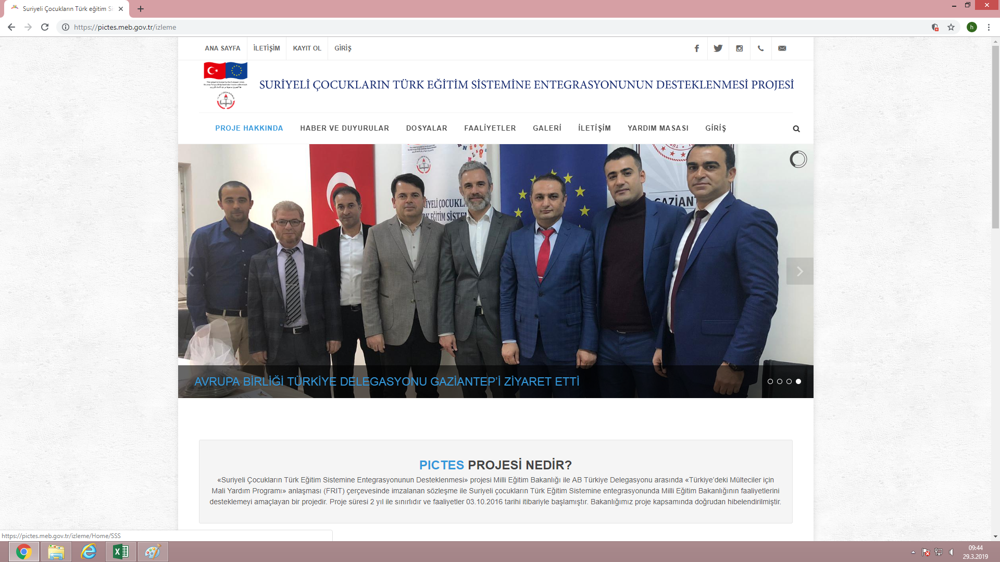 Suriyeli Çocukların Türk eğitim Si
https://pictes.meb.gov.tr/izleme
h
ANA SAYFA İLETİŞİM KAYIT OL GİRİŞ
SURİYELİ ÇOCUKLARIN TÜRK EĞİTİM SİSTEMİNE ENTEGRASYONUNUN DESTEKLENMESİ PROJESİ
PROJE HAKKINDA HABER VE DUYURULAR DOSYALAR FAALİYETLER GALERİ İLETİŞİM YARDIM MASASI GİRİŞ
AVRUPA BİRLİĞİ TÜRKİYE DELEGASYONU GAZİANTEP’İ ZİYARET ETTİ
PICTES PROJESİ NEDİR?
«Suriyeli Çocukların Türk Eğitim Sistemine Entegrasyonunun Desteklenmesi» projesi Milli Eğitim Bakanlığı ile AB Türkiye Delegasyonu arasında «Türkiye’deki Mülteciler için
Mali Yardım Programı» anlaşması (FRIT) çerçevesinde imzalanan sözleşme ile Suriyeli çocukların Türk Eğitim Sistemine entegrasyonunda Milli Eğitim Bakanlığının faaliyetlerini
desteklemeyi amaçlayan bir projedir. Proje süresi 2 yıl ile sınırlıdır ve faaliyetler 03.10.2016 tarihi itibariyle başlamıştır. Bakanlığımız proje kapsamında doğrudan hibelendirilmiştir.
https://pictes.meb.gov.tr/izleme/Home/SSS
09:44
29.3.2019